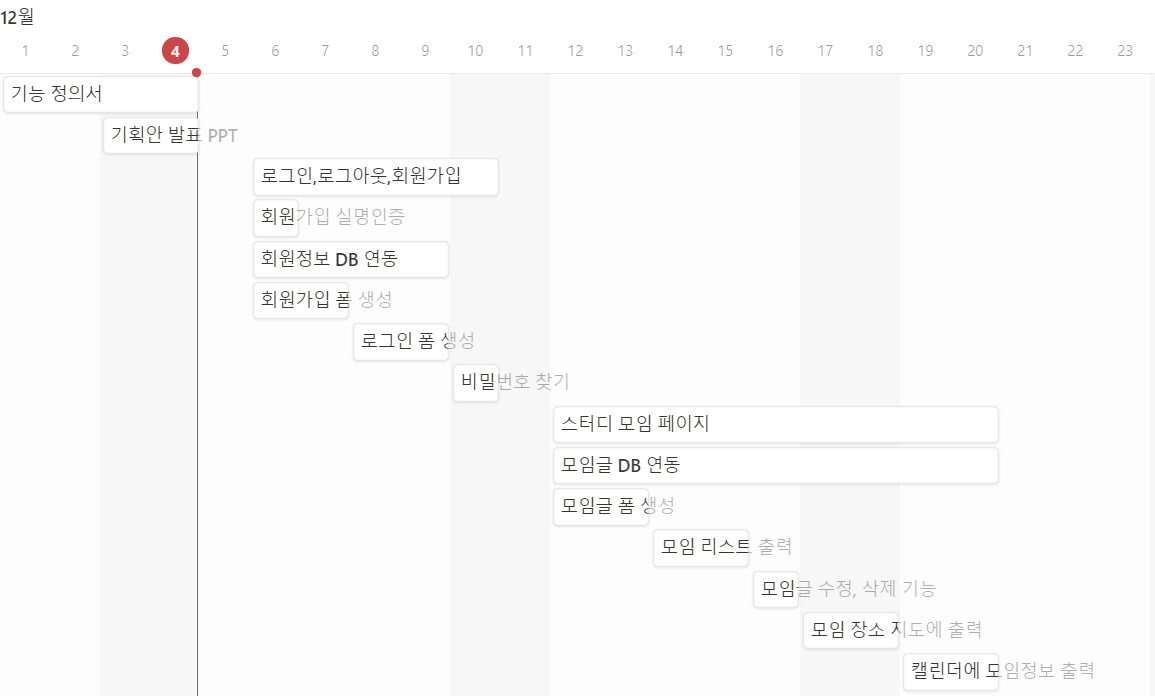 12월
1 2 3 4 5 6 7 8 9 10 11 12 13 14 15 16 17 18 19 20 21 22 23
기능 정의서
기획안 발표 PPT
로그인,로그아웃,회원가입
회원가입 실명인증
회원정보 DB 연동
회원가입 폼 생성
로그인 폼 생성
비밀번호 찾기
스터디 모임 페이지
모임글 DB 연동
모임글 폼 생성
모임 리스트 출력
모임글 수정, 삭제 기능
모임 장소 지도에 출력
캘린더에 모임정보 출력